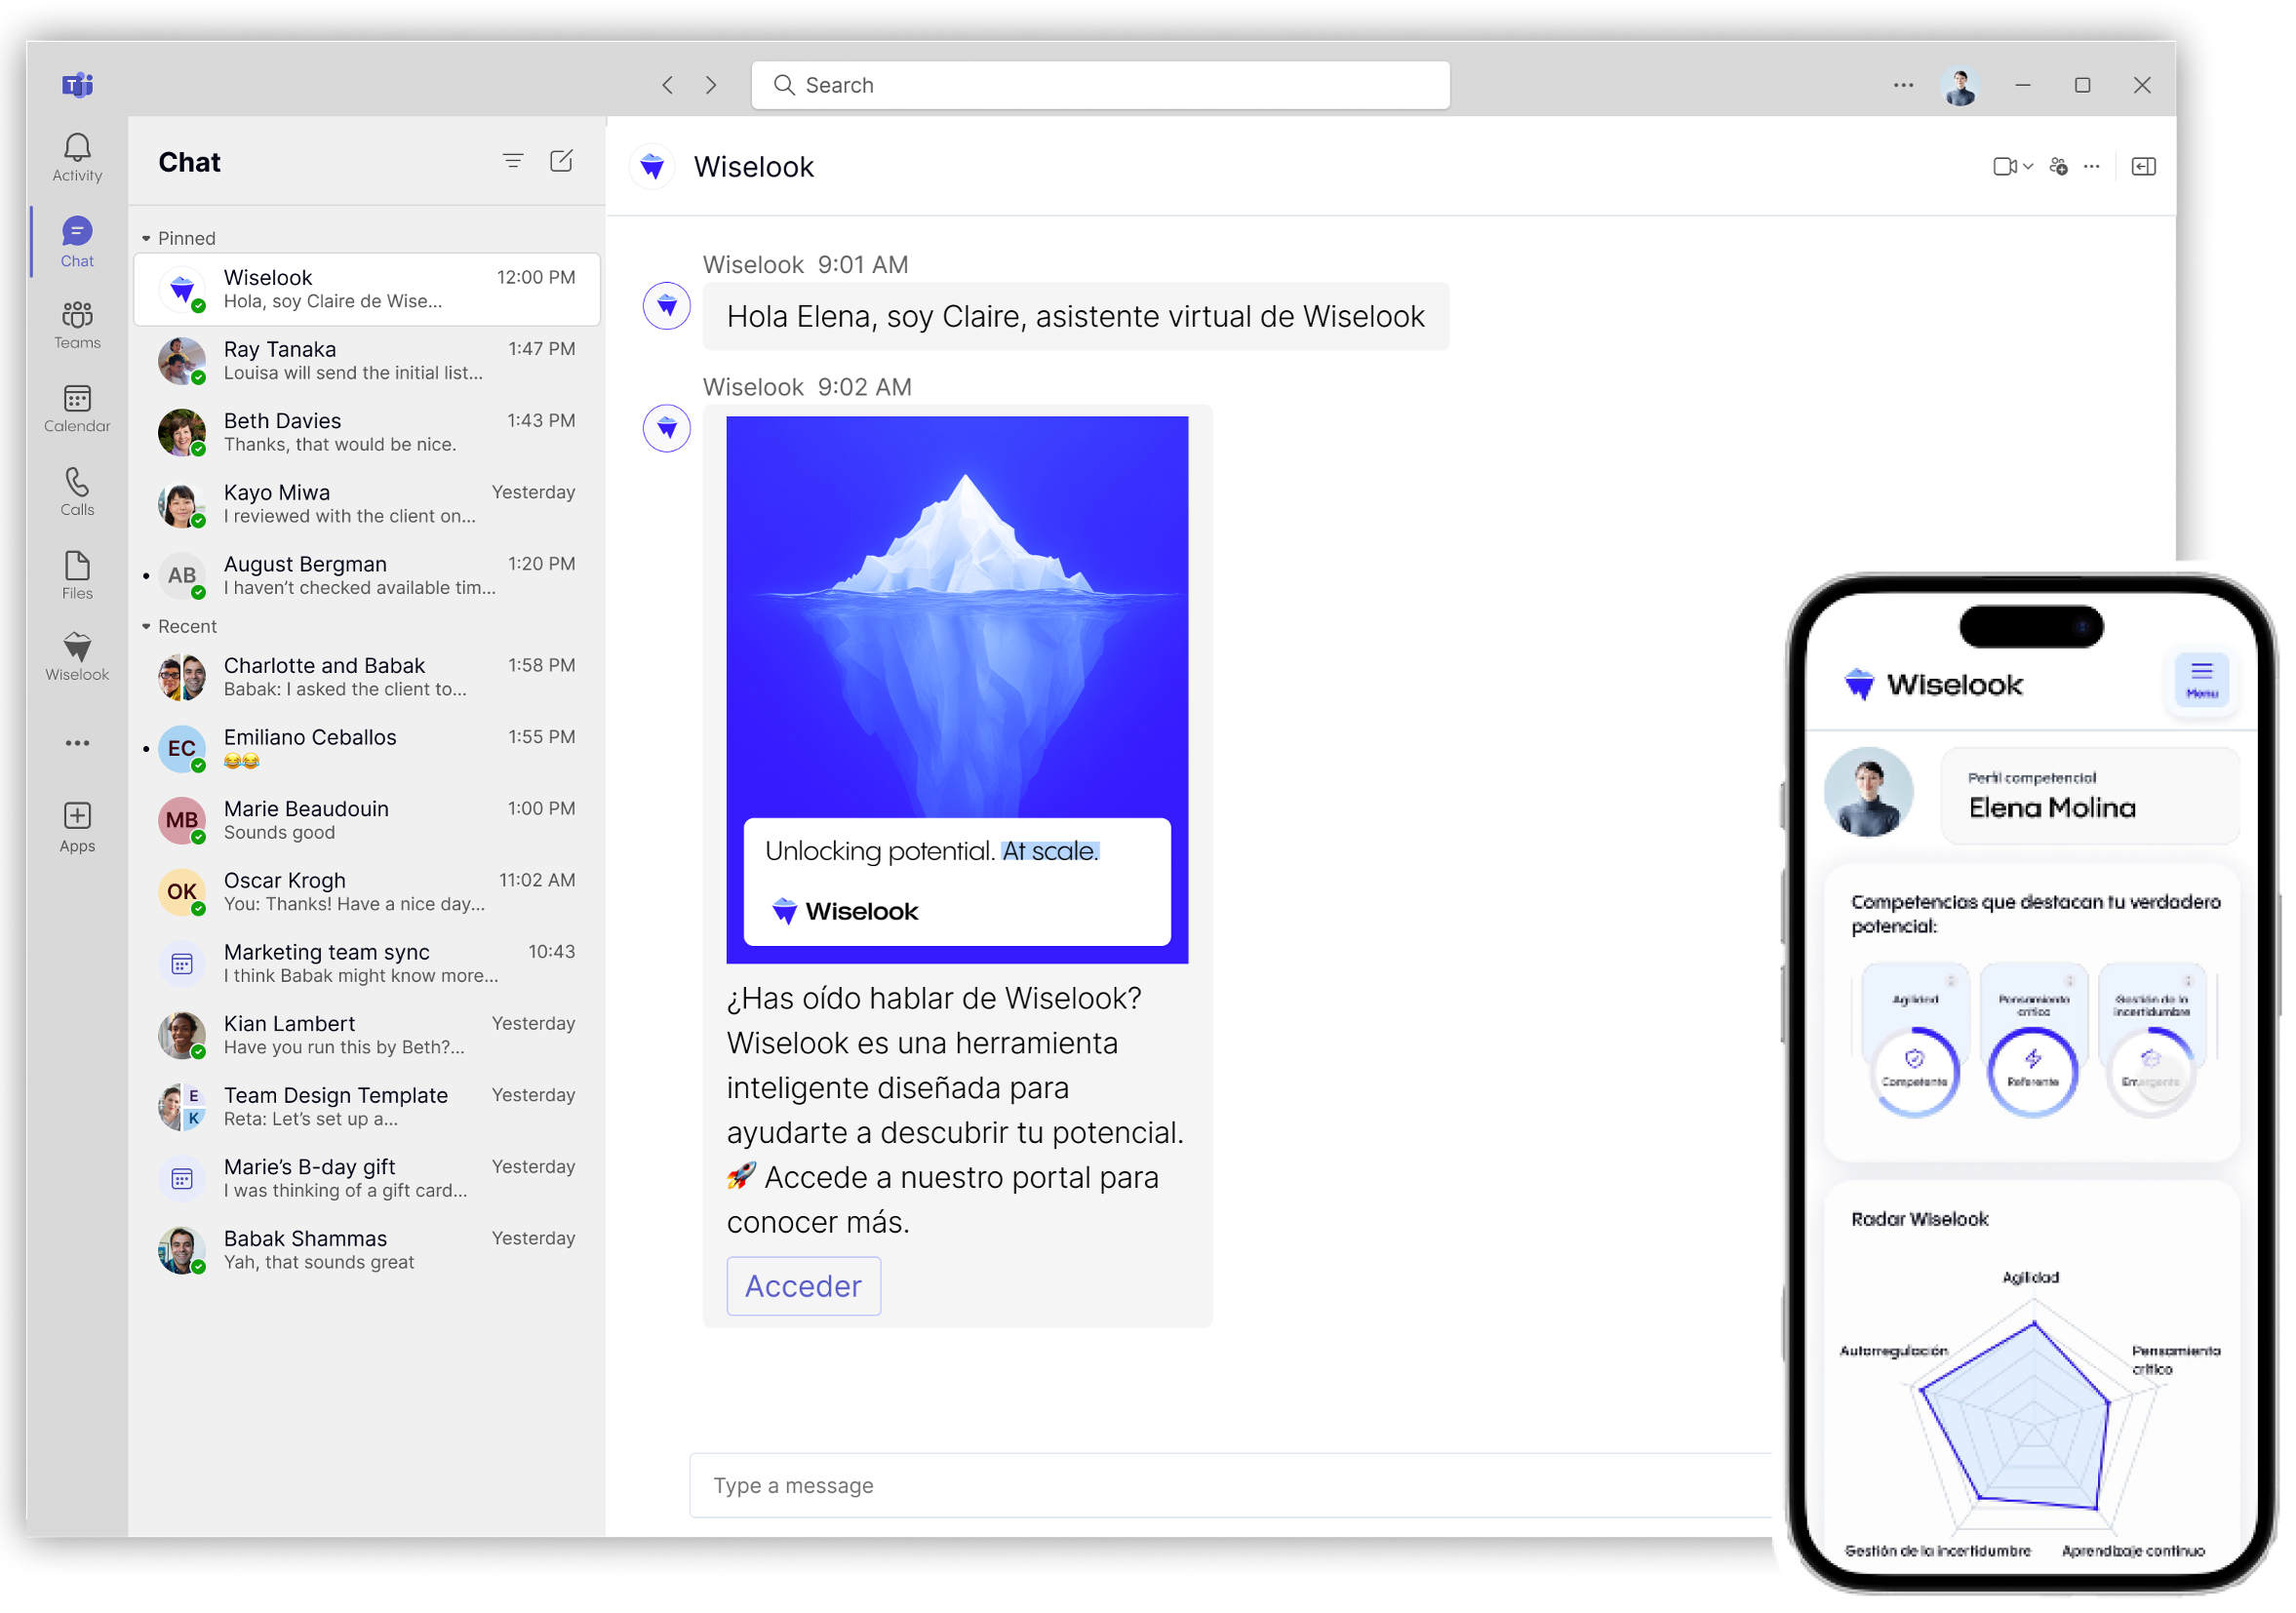 Search
Activity
Chat
Teams
Calendar
Calls
Files
Wiselook
Apps
Chat
Pinned
Wiselook 12:00 PM
Hola, soy Claire de Wise...
Ray Tanaka 1:47 PM
Louisa will send the initial list...
Beth Davies 1:43 PM
Thanks, that would be nice.
Kayo Miwa Yesterday
I reviewed with the client on...
AB August Bergman 1:20 PM
I haven’t checked available tim...
Recent
Charlotte and Babak 1:58 PM
Babak: I asked the client to...
EC Emiliano Ceballos 1:55 PM
😂😂
MB Marie Beaudouin 1:00 PM
Sounds good
OK Oscar Krogh 11:02 AM
You: Thanks! Have a nice day...
Marketing team sync 10:43
I think Babak might know more...
Kian Lambert Yesterday
Have you run this by Beth?...
E
K
Team Design Template Yesterday
Reta: Let’s set up a...
Marie’s B-day gift Yesterday
I was thinking of a gift card...
Babak Shammas Yesterday
Yah, that sounds great
Wiselook
Wiselook 9:01 AM
Hola Elena, soy Claire, asistente virtual de Wiselook
Wiselook 9:02 AM
Unlocking potential. At scale.
Wiselook
¿Has oído hablar de Wiselook?
Wiselook es una herramienta
inteligente diseñada para
ayudarte a descubrir tu potencial.
🚀 Accede a nuestro portal para
conocer más.
Acceder
Type a message
Wiselook
Menu
Perfil competencial
Elena Molina
Competencias que destacan tu verdadero
potencial:
Agilidad
Pensamiento
crítico
Gestión de la
incertidumbre
Competente
Referente
Emergente
Radar Wiselook
Agilidad
Autorregulación
Pensamiento
crítico
Gestión de la incertidumbre
Aprendizaje continuo